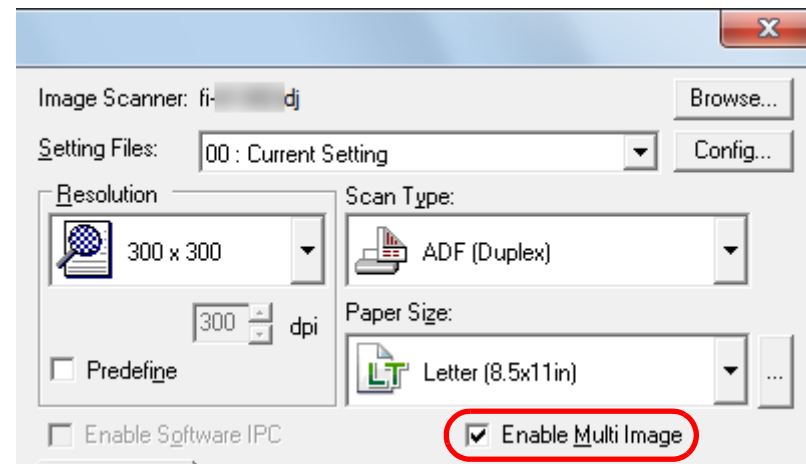 Image Scanner: fi- dj
Browse...
Setting Files:
00 : Current Setting
Config...
Resolution
Scan Type:
300 x 300
ADF (Duplex)
300 dpi
Paper Size:
Predefine
LT Letter (8.5x11in)
...
Enable Software IPC
Enable Multi Image